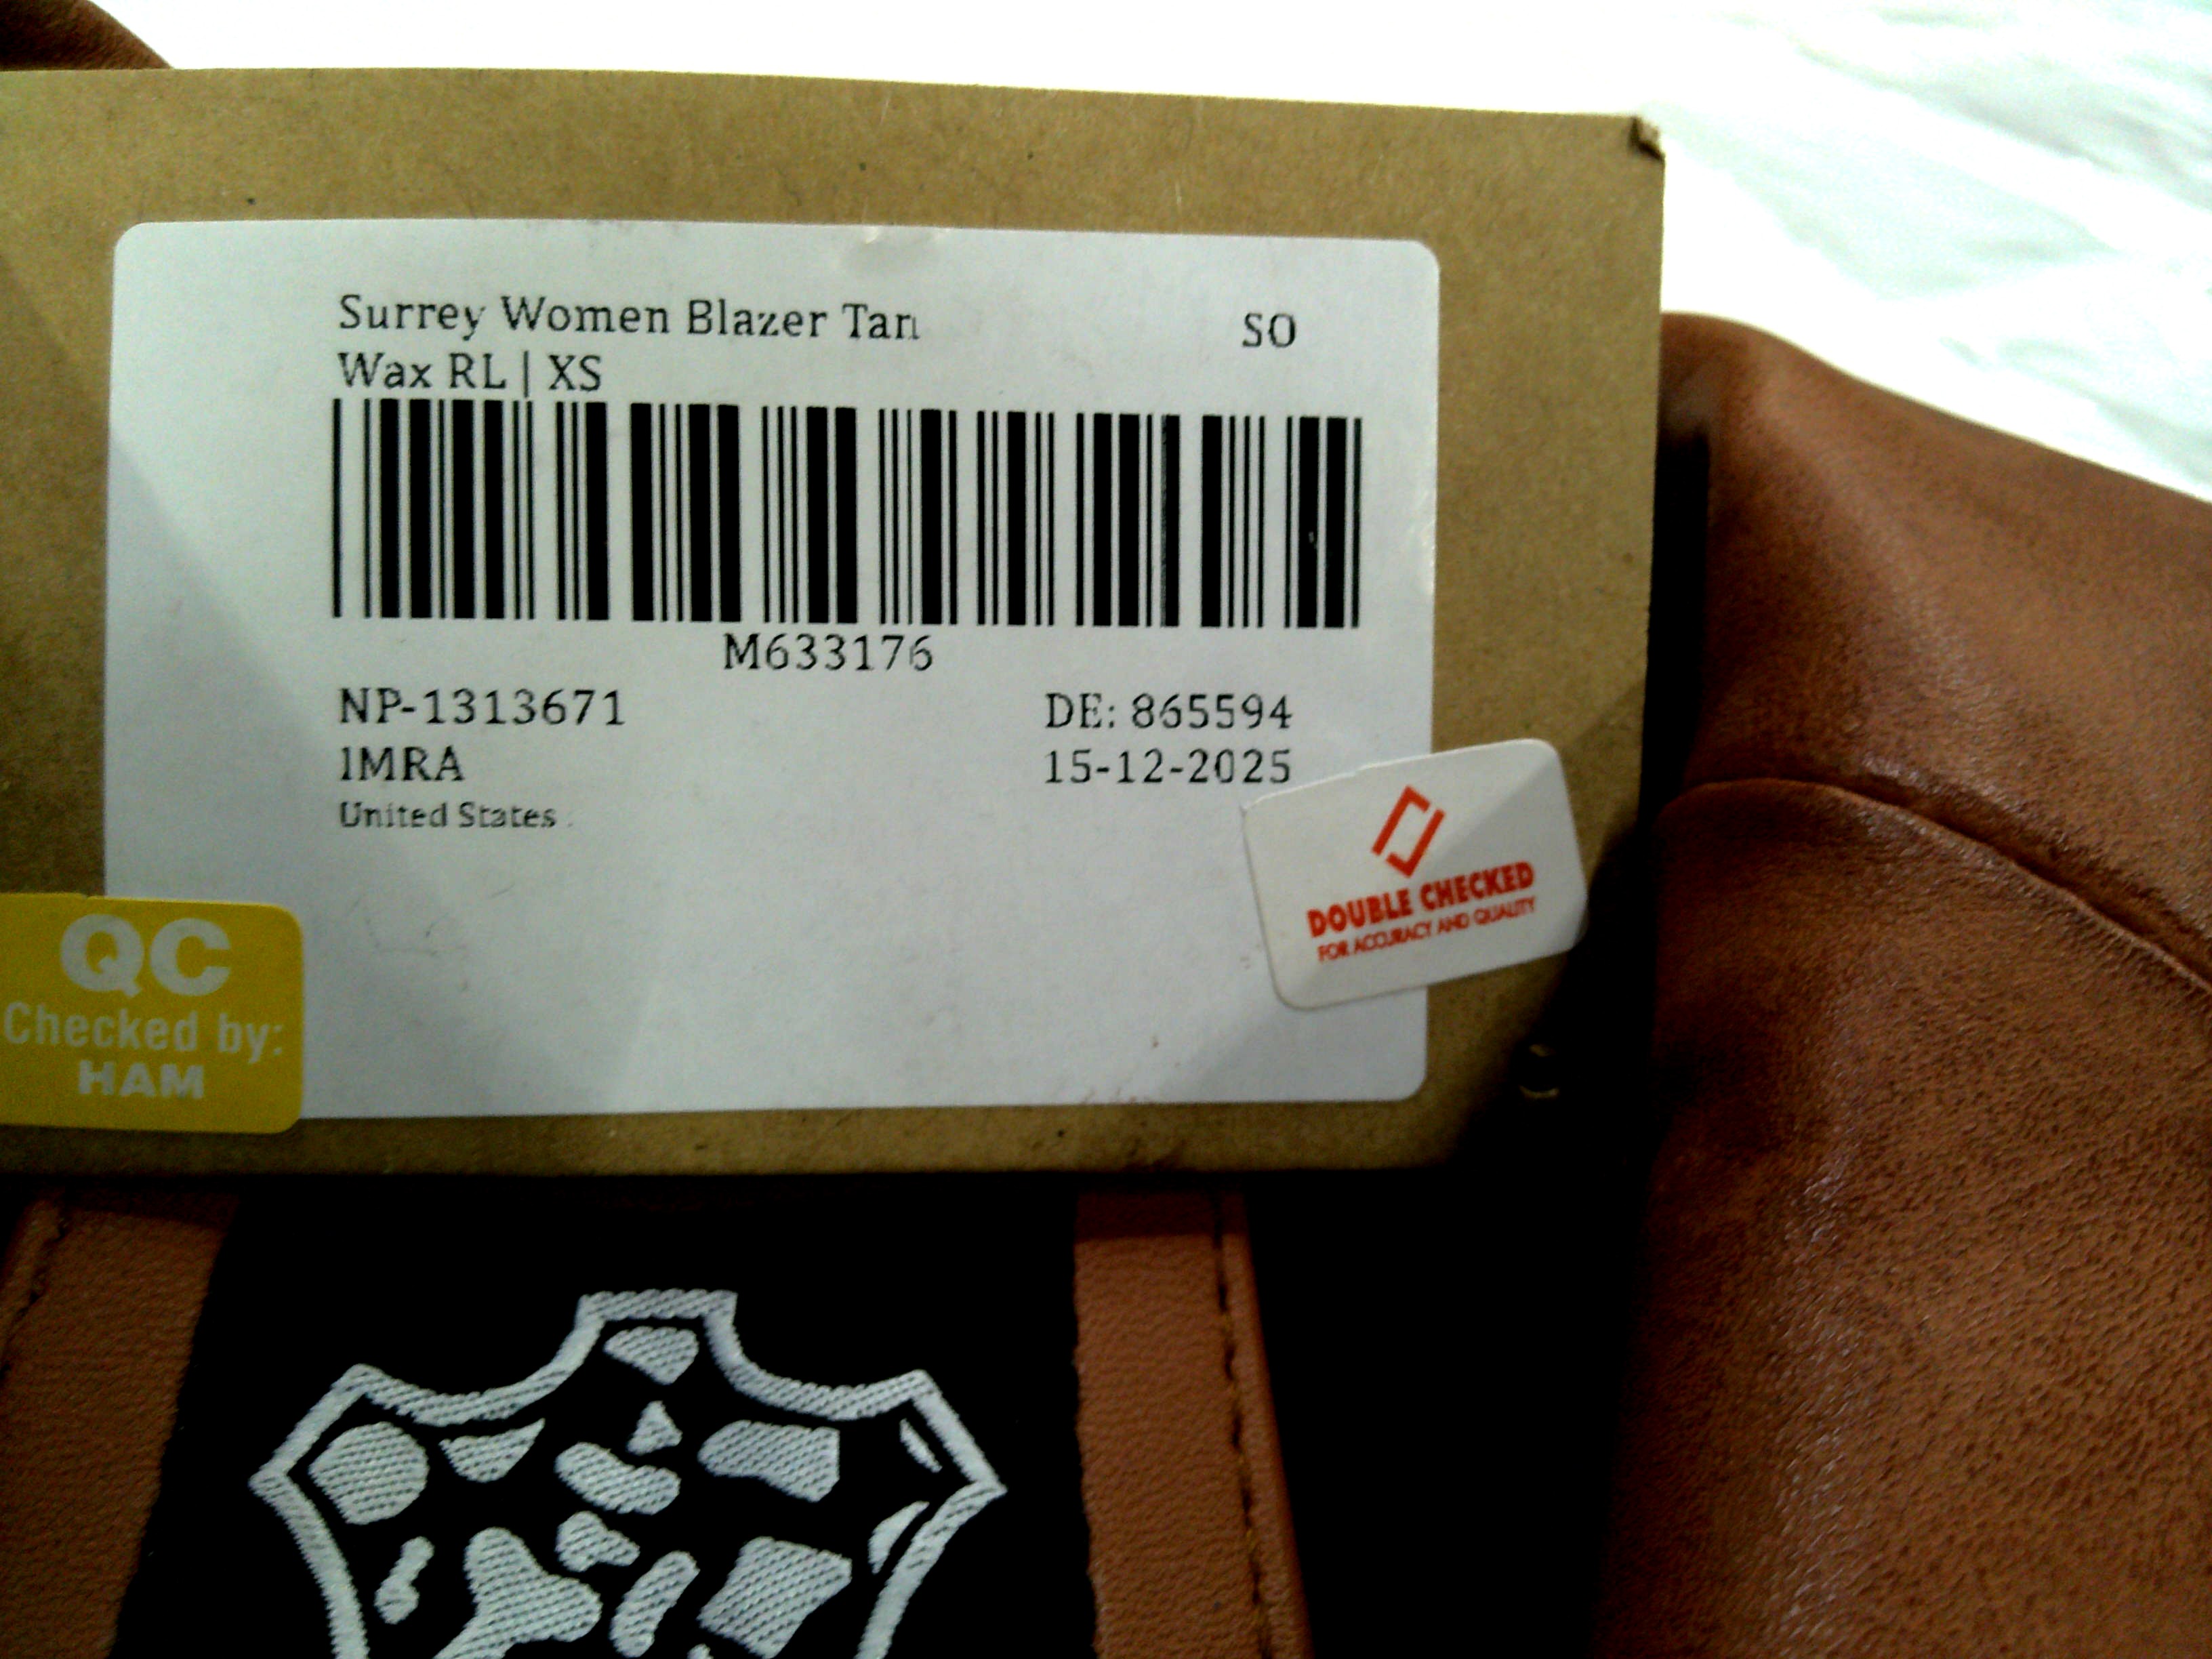 Surrey Women Blazer Tan
Wax RL | XS
SO
M633176
NP-1313671
DE: 865594
IMRA
15-12-2025
United States
DOUBLE CHECKED
FOR ACCURACY AND QUALITY
QC
Checked by:
HAM